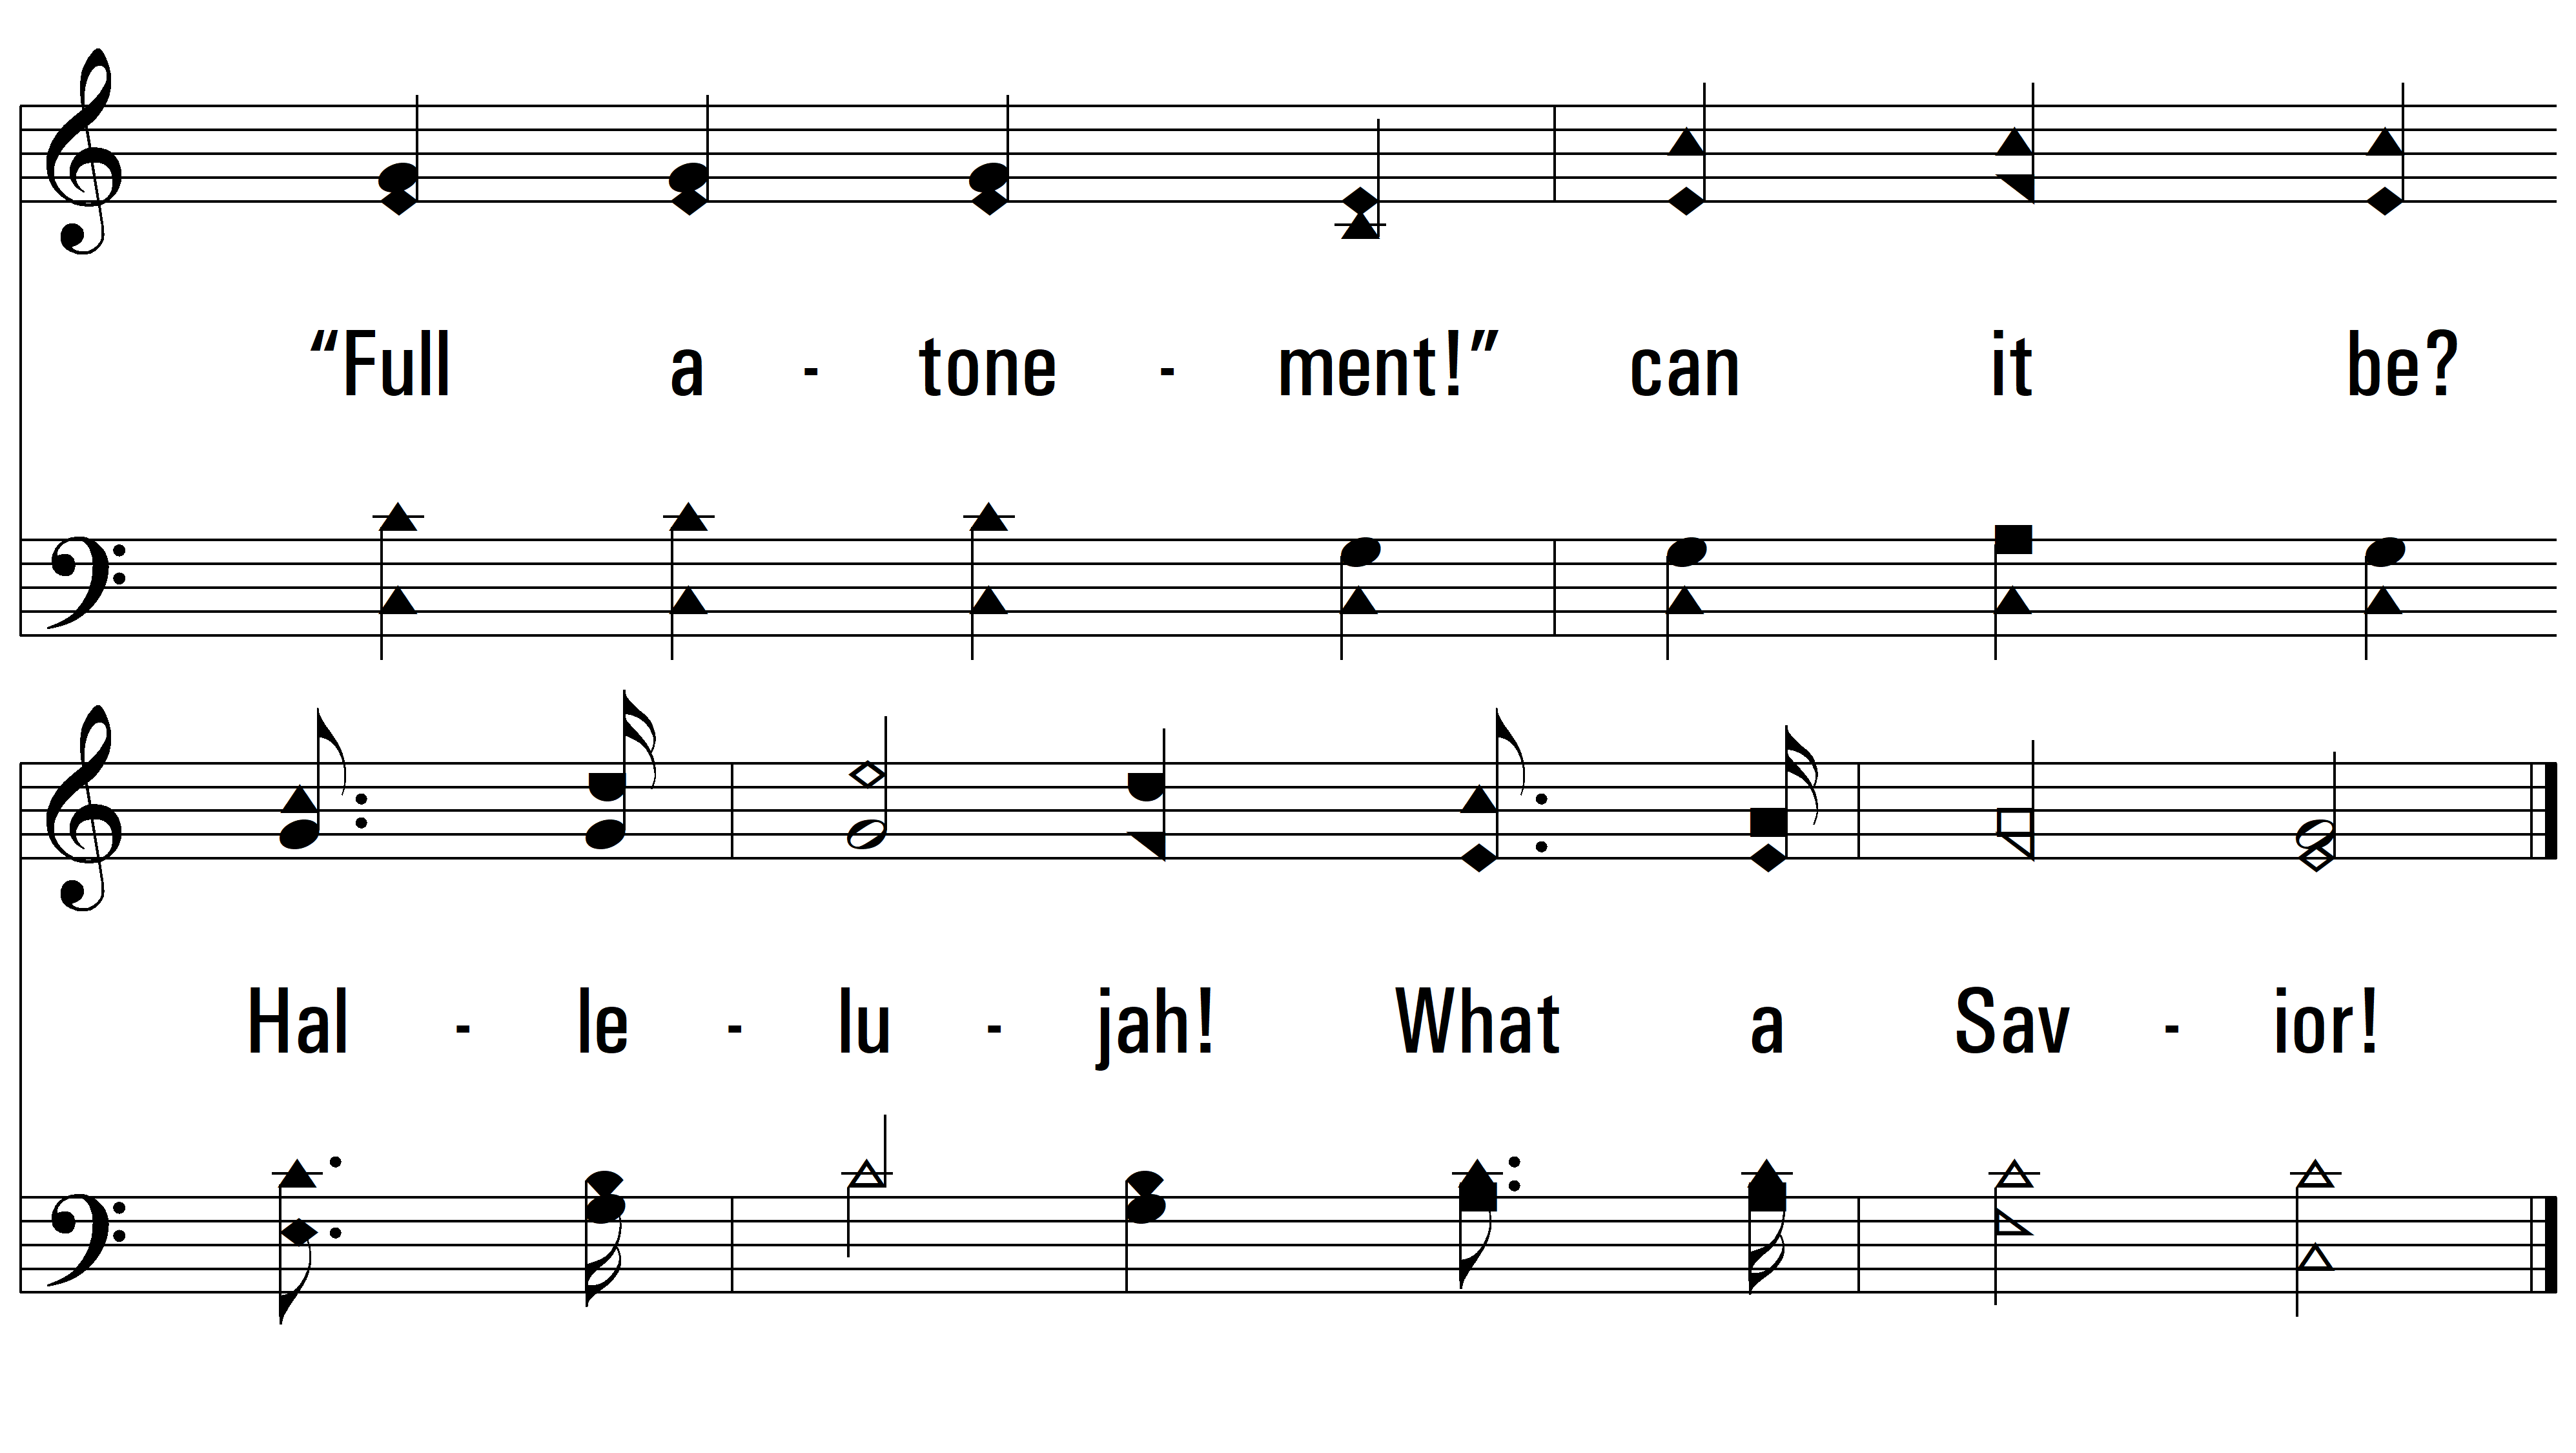 “Full a - tone - ment!” can it be?
Hal - le - lu - jah! What a Sav - ior!